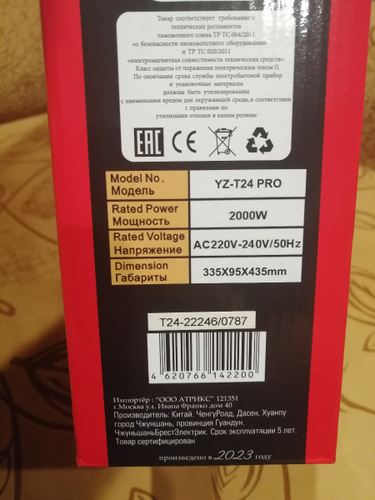 Товар соответствует требованию
технических регламентов
таможенного союза ТР ТС 004/2011
«о безопасности низковольтного оборудования»
и ТР ТС 020/2011
«электромагнитная совместимость технических средств».
Класс защиты от поражения электрическим током II.
По окончании срока службы электробытовой прибор
и упаковочные материалы
должны быть утилизированы
с наименьшим вредом для окружающей среды, в соответствии
с правилами по
утилизации отходов в вашем регионе
EAC CE
Model No. Модель YZ-T24 PRO
Rated Power Мощность 2000W
Rated Voltage Напряжение AC220V-240V/50Hz
Dimension Габариты 335X95X435mm
T24-22246/0787
4 620766 142200
Импортёр : "ООО АТРИКС" 121351
г.Москва ул. Ивана Франко дом 40
Производитель: Китай. ЧенгуРоад, Дасен, Хуанпу
город Чжуншань, провинция Гуандун.
ЧжуньшаньБрестЭлектрик. Срок эксплуатации 5 лет.
Товар сертифицирован
произведено в 2023 году